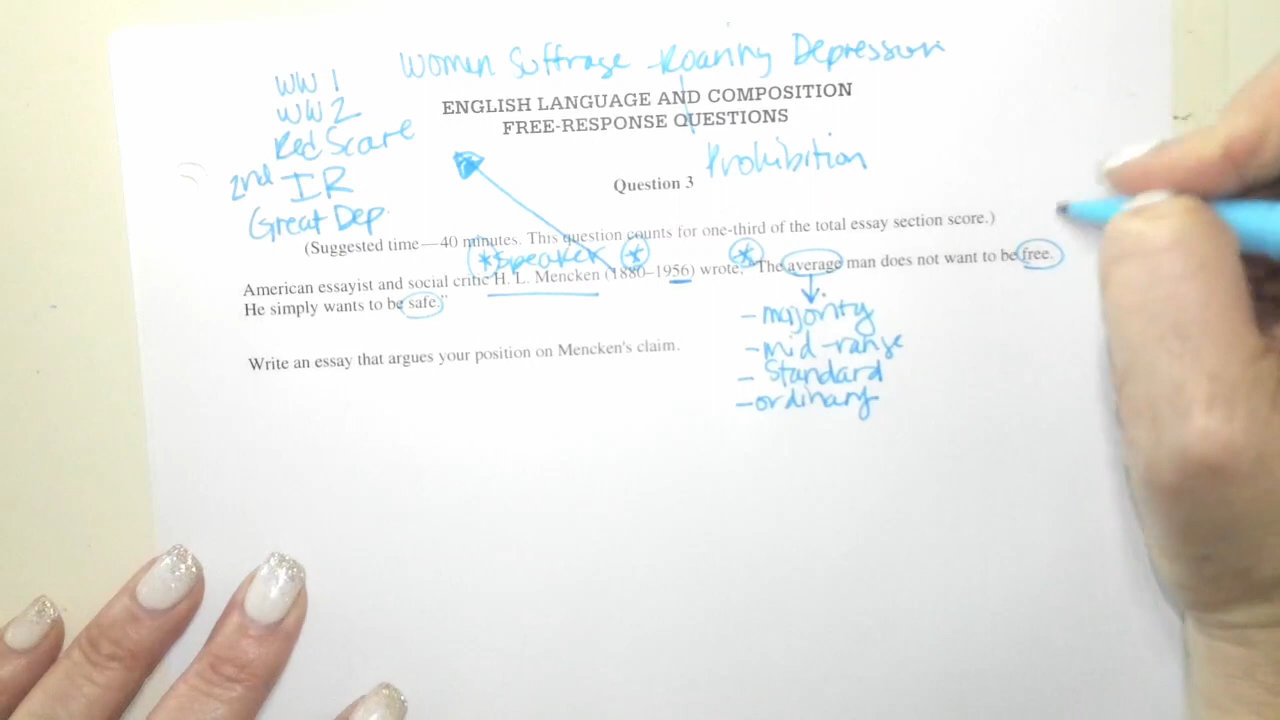 Women Suffrage Roaring Depression
WW 1
WW 2
Red Scare
2nd IR
Great Dep.
ENGLISH LANGUAGE AND COMPOSITION
FREE-RESPONSE QUESTIONS
Prohibition
Question 3
(Suggested time—40 minutes. This question counts for one-third of the total essay section score.)
*Speaker * *
American essayist and social critic H. L. Mencken (1880–1956) wrote: "The average man does not want to be free.
He simply wants to be safe."
- majority
- mid-range
- Standard
- ordinary
Write an essay that argues your position on Mencken's claim.